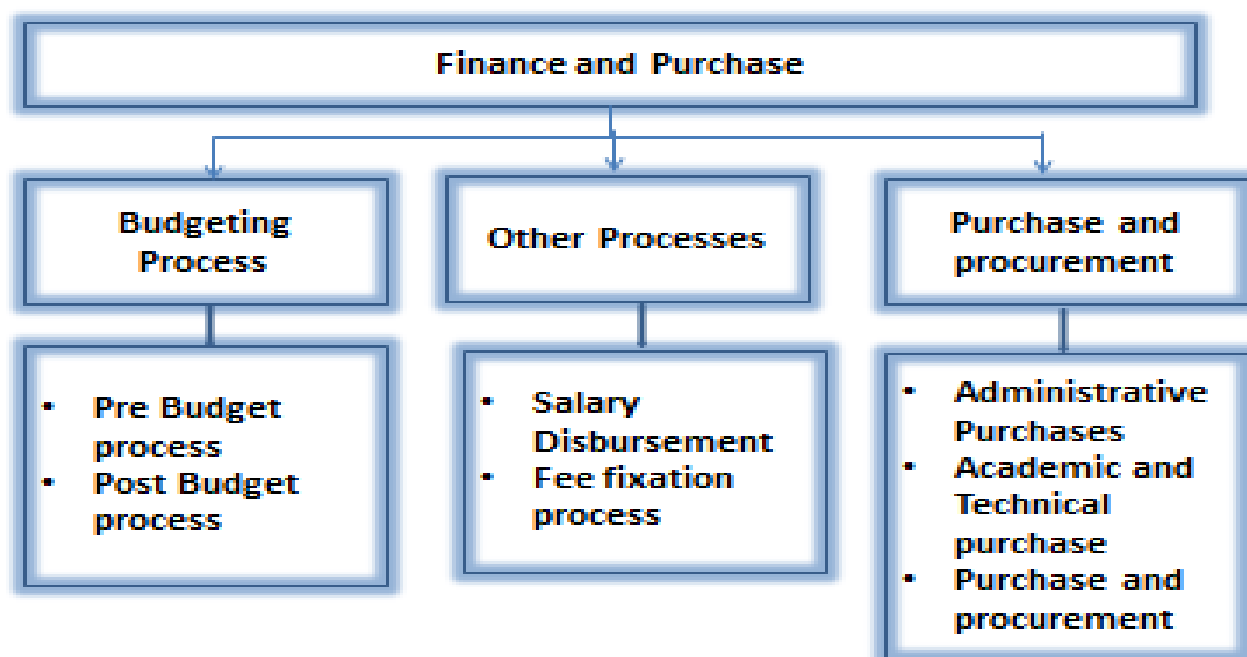 Finance and Purchase
Budgeting
Process
Other Processes
Purchase and
procurement
• Pre Budget
process
• Post Budget
process
• Salary
Disbursement
• Fee fixation
process
• Administrative
Purchases
• Academic and
Technical
purchase
• Purchase and
procurement